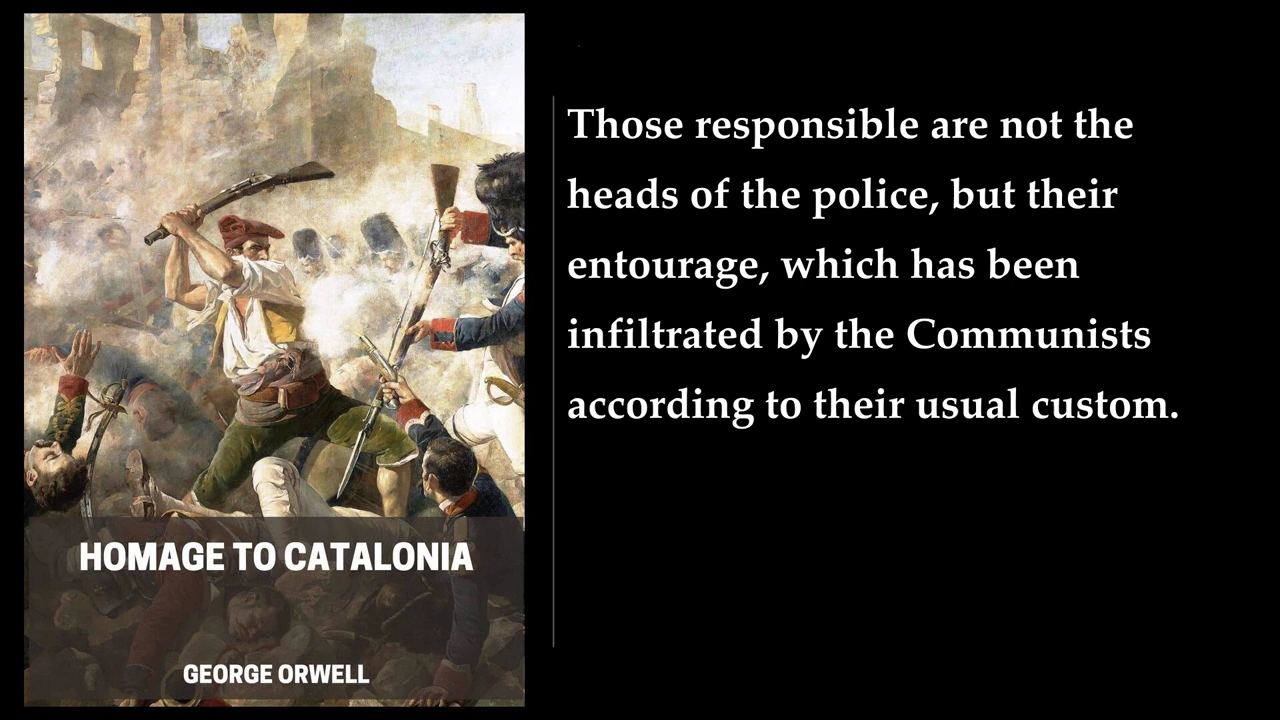 Those responsible are not the
heads of the police, but their
entourage, which has been
infiltrated by the Communists
according to their usual custom.
HOMAGE TO CATALONIA
GEORGE ORWELL